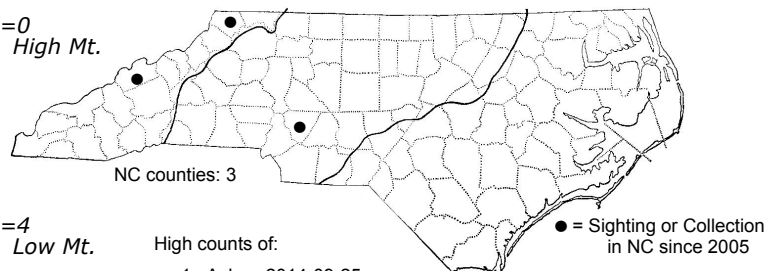 =0
High Mt.
NC counties: 3
=4
Low Mt.
High counts of:
● = Sighting or Collection
in NC since 2005